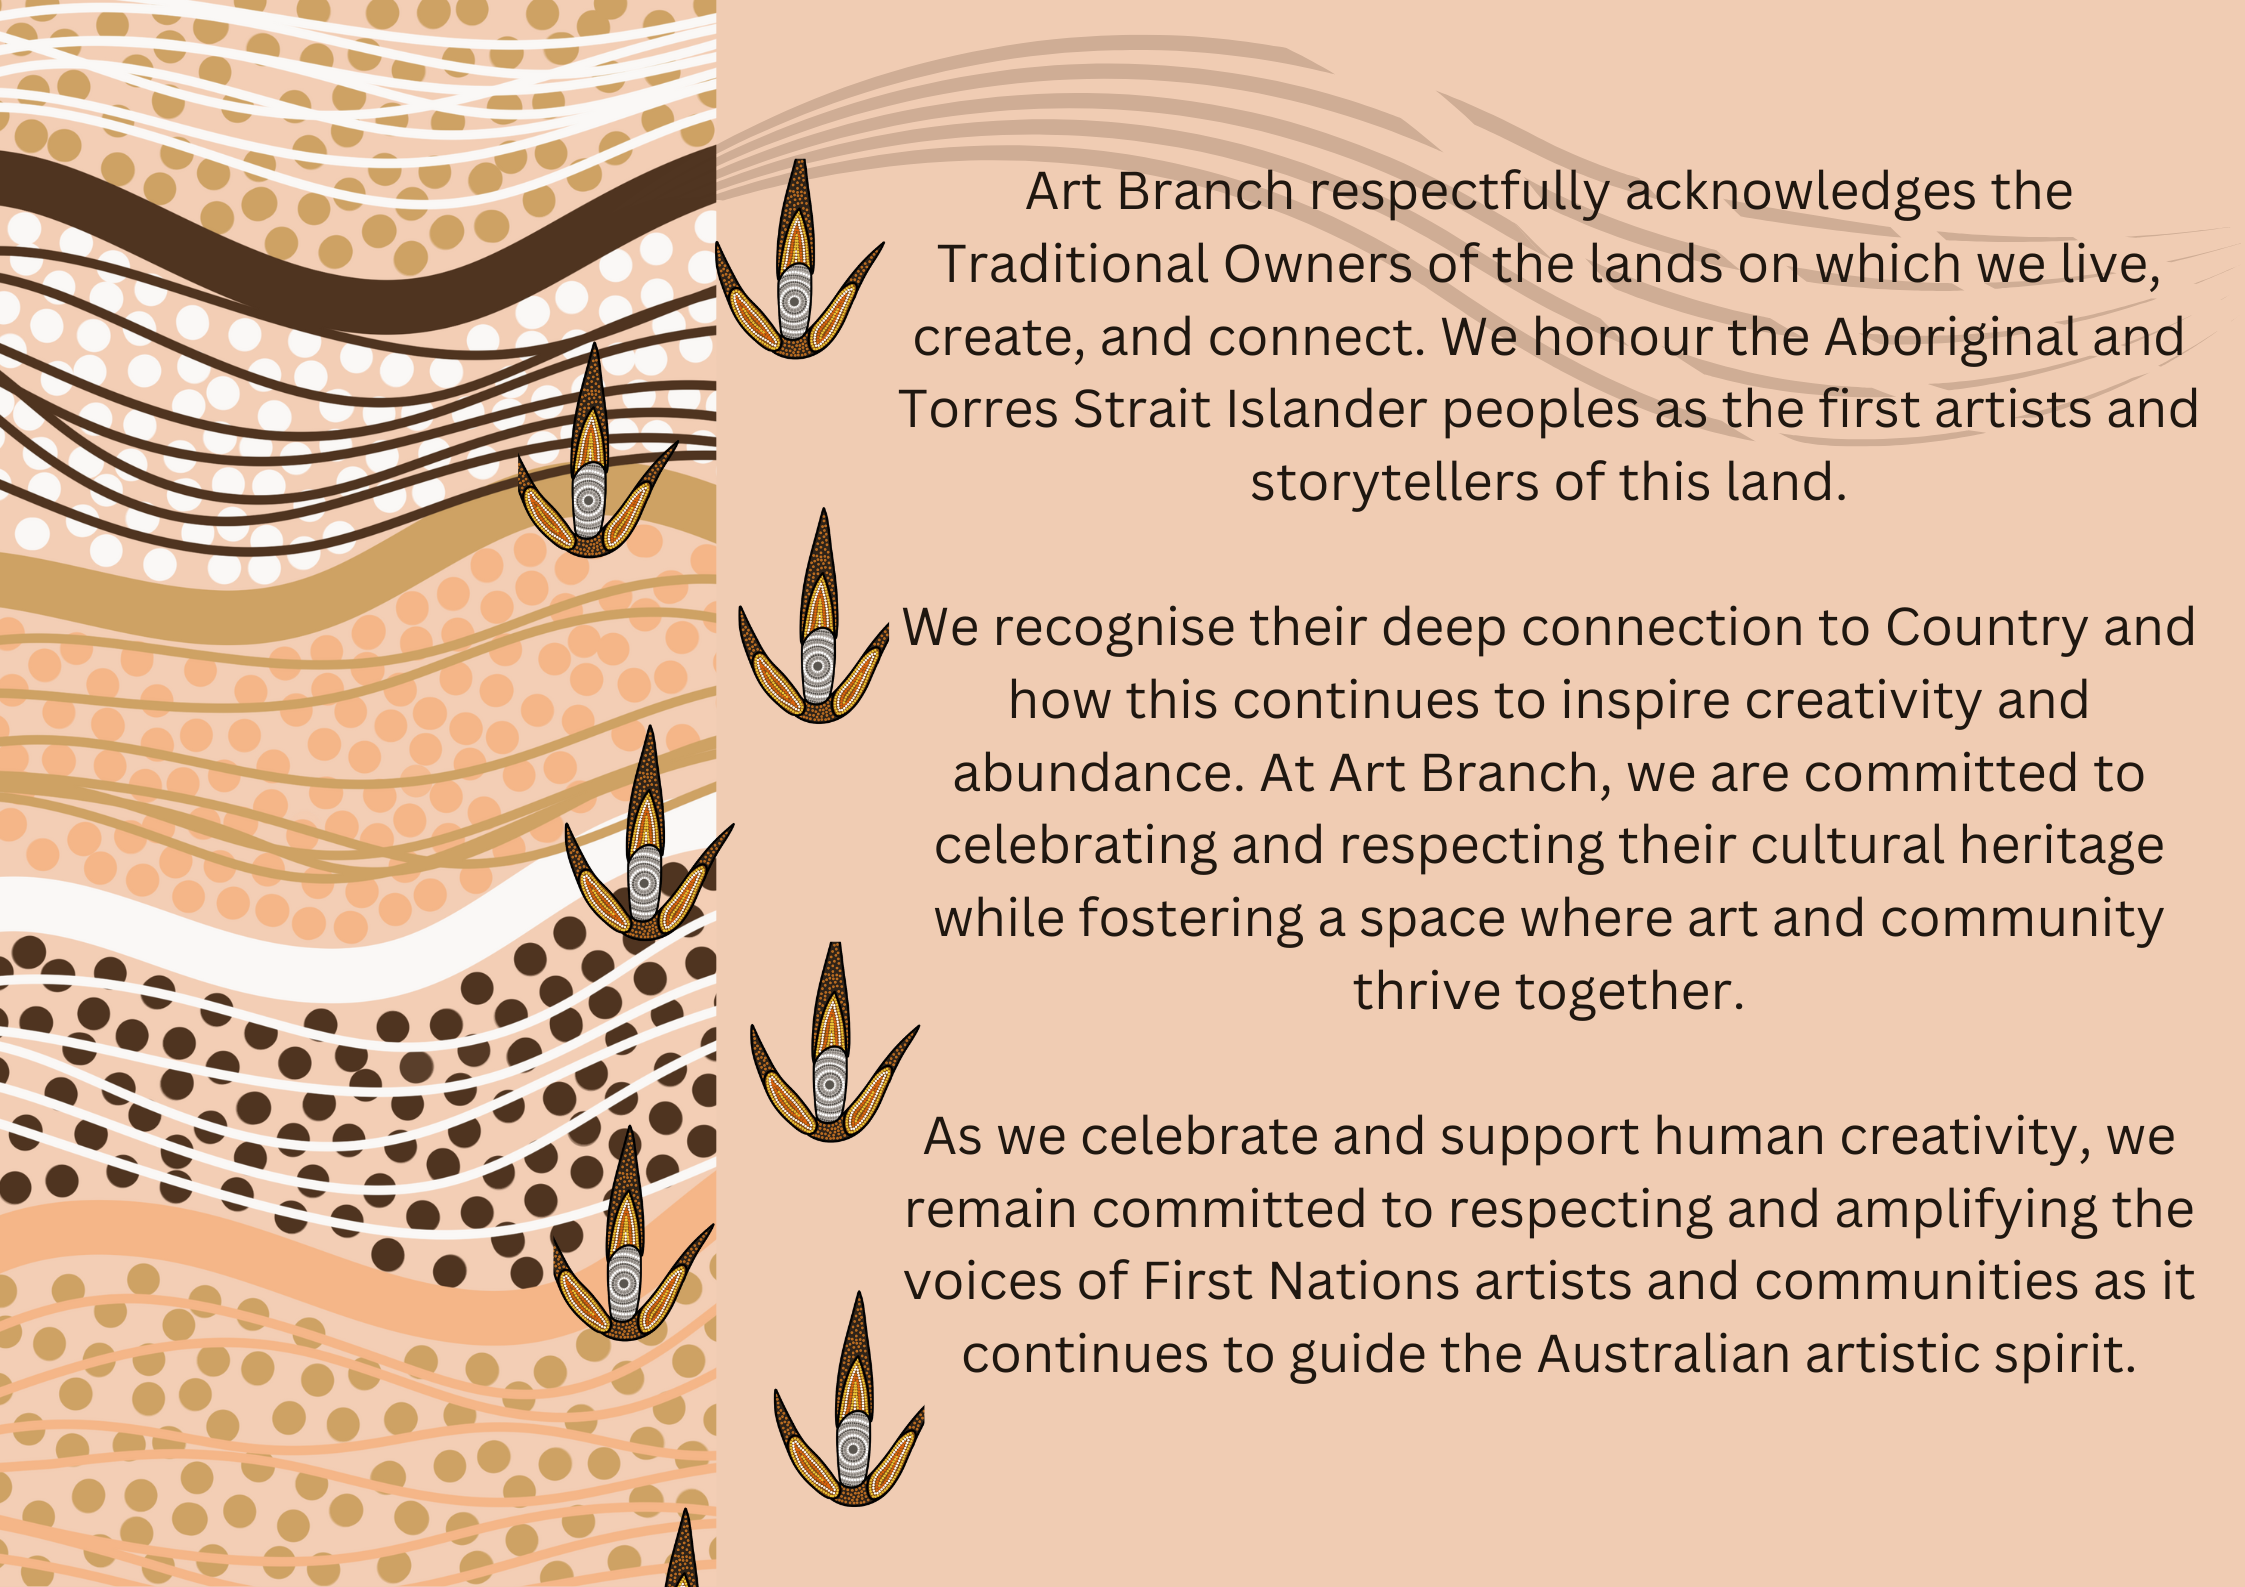 Art Branch respectfully acknowledges the
Traditional Owners of the lands on which we live,
create, and connect. We honour the Aboriginal and
Torres Strait Islander peoples as the first artists and
storytellers of this land.
We recognise their deep connection to Country and
how this continues to inspire creativity and
abundance. At Art Branch, we are committed to
celebrating and respecting their cultural heritage
while fostering a space where art and community
thrive together.
As we celebrate and support human creativity, we
remain committed to respecting and amplifying the
voices of First Nations artists and communities as it
continues to guide the Australian artistic spirit.